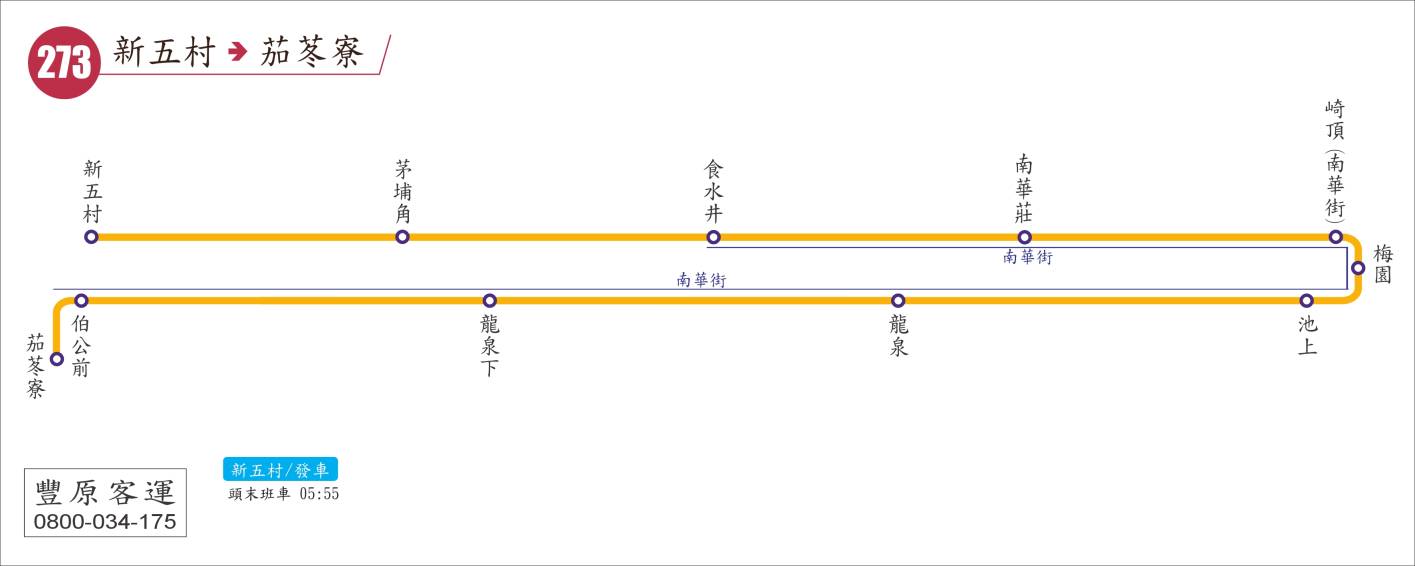 273 新五村 ➔ 茄苳寮
新五村
茅埔角
食水井
南華莊
崎頂(南華街)
梅園
南華街
南華街
池上
龍泉
龍泉下
伯公前
茄苳寮
新五村/發車
頭末班車 05:55
豐原客運
0800-034-175